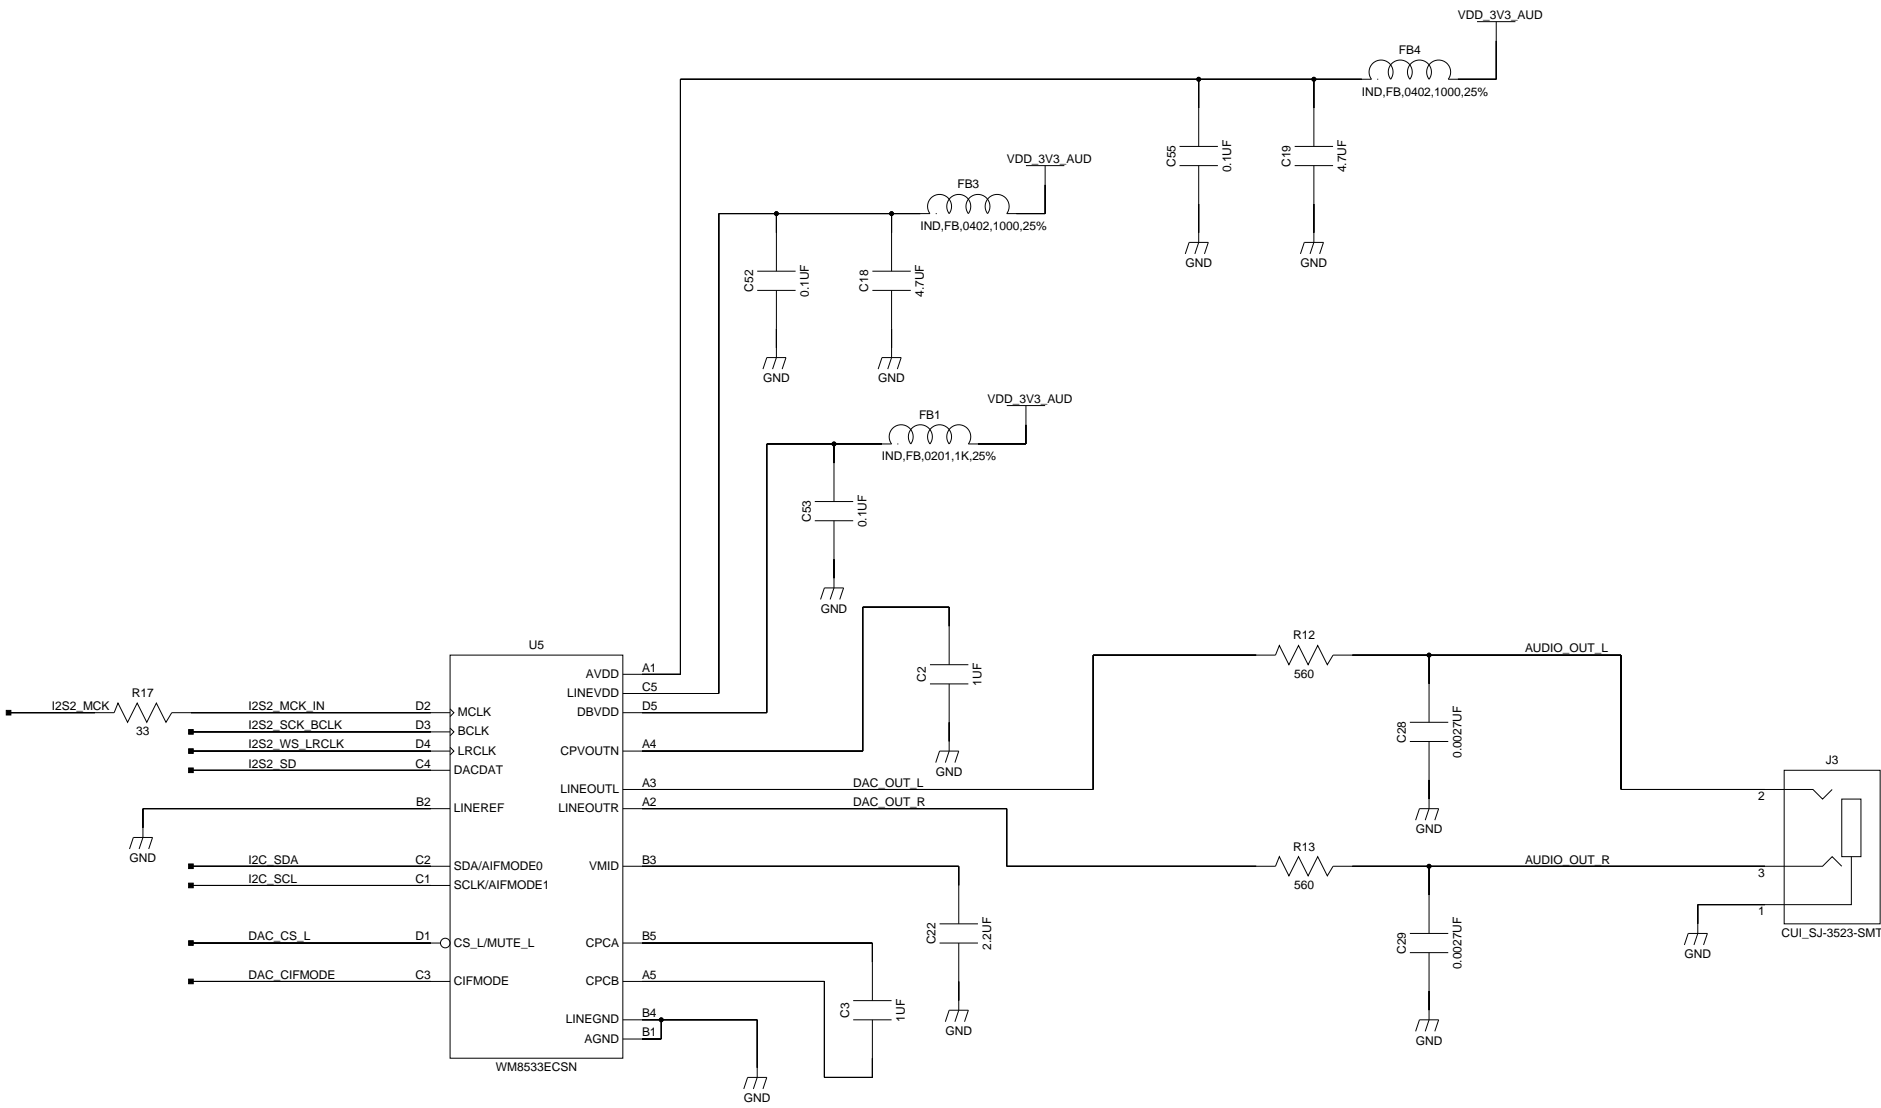 VDD_3V3_AUD
FB4
IND,FB,0402,1000,25%
C55
0.1UF
C19
4.7UF
GND
GND
VDD_3V3_AUD
FB3
IND,FB,0402,1000,25%
C52
0.1UF
C18
4.7UF
GND
GND
VDD_3V3_AUD
FB1
IND,FB,0201,1K,25%
C53
0.1UF
GND
U5
AVDD A1
LINEVDD C5
DBVDD D5
CPVOUTN A4
LINEOUTL A3
LINEOUTR A2
VMID B3
CPCA B5
CPCB A5
LINEGND B4
AGND B1
I2S2_MCK
R17
33
I2S2_MCK_IN D2 MCLK
I2S2_SCK_BCLK D3 BCLK
I2S2_WS_LRCLK D4 LRCLK
I2S2_SD C4 DACDAT
B2 LINEREF
GND
I2C_SDA C2 SDA/AIFMODE0
I2C_SCL C1 SCLK/AIFMODE1
DAC_CS_L D1 CS_L/MUTE_L
DAC_CIFMODE C3 CIFMODE
WM8533ECSN
C2
1UF
GND
DAC_OUT_L
DAC_OUT_R
C22
2.2UF
GND
C3
1UF
GND
R12
560
AUDIO_OUT_L
C28
0.0027UF
GND
R13
560
AUDIO_OUT_R
C29
0.0027UF
GND
J3
2
3
1
GND
CUI_SJ-3523-SMT